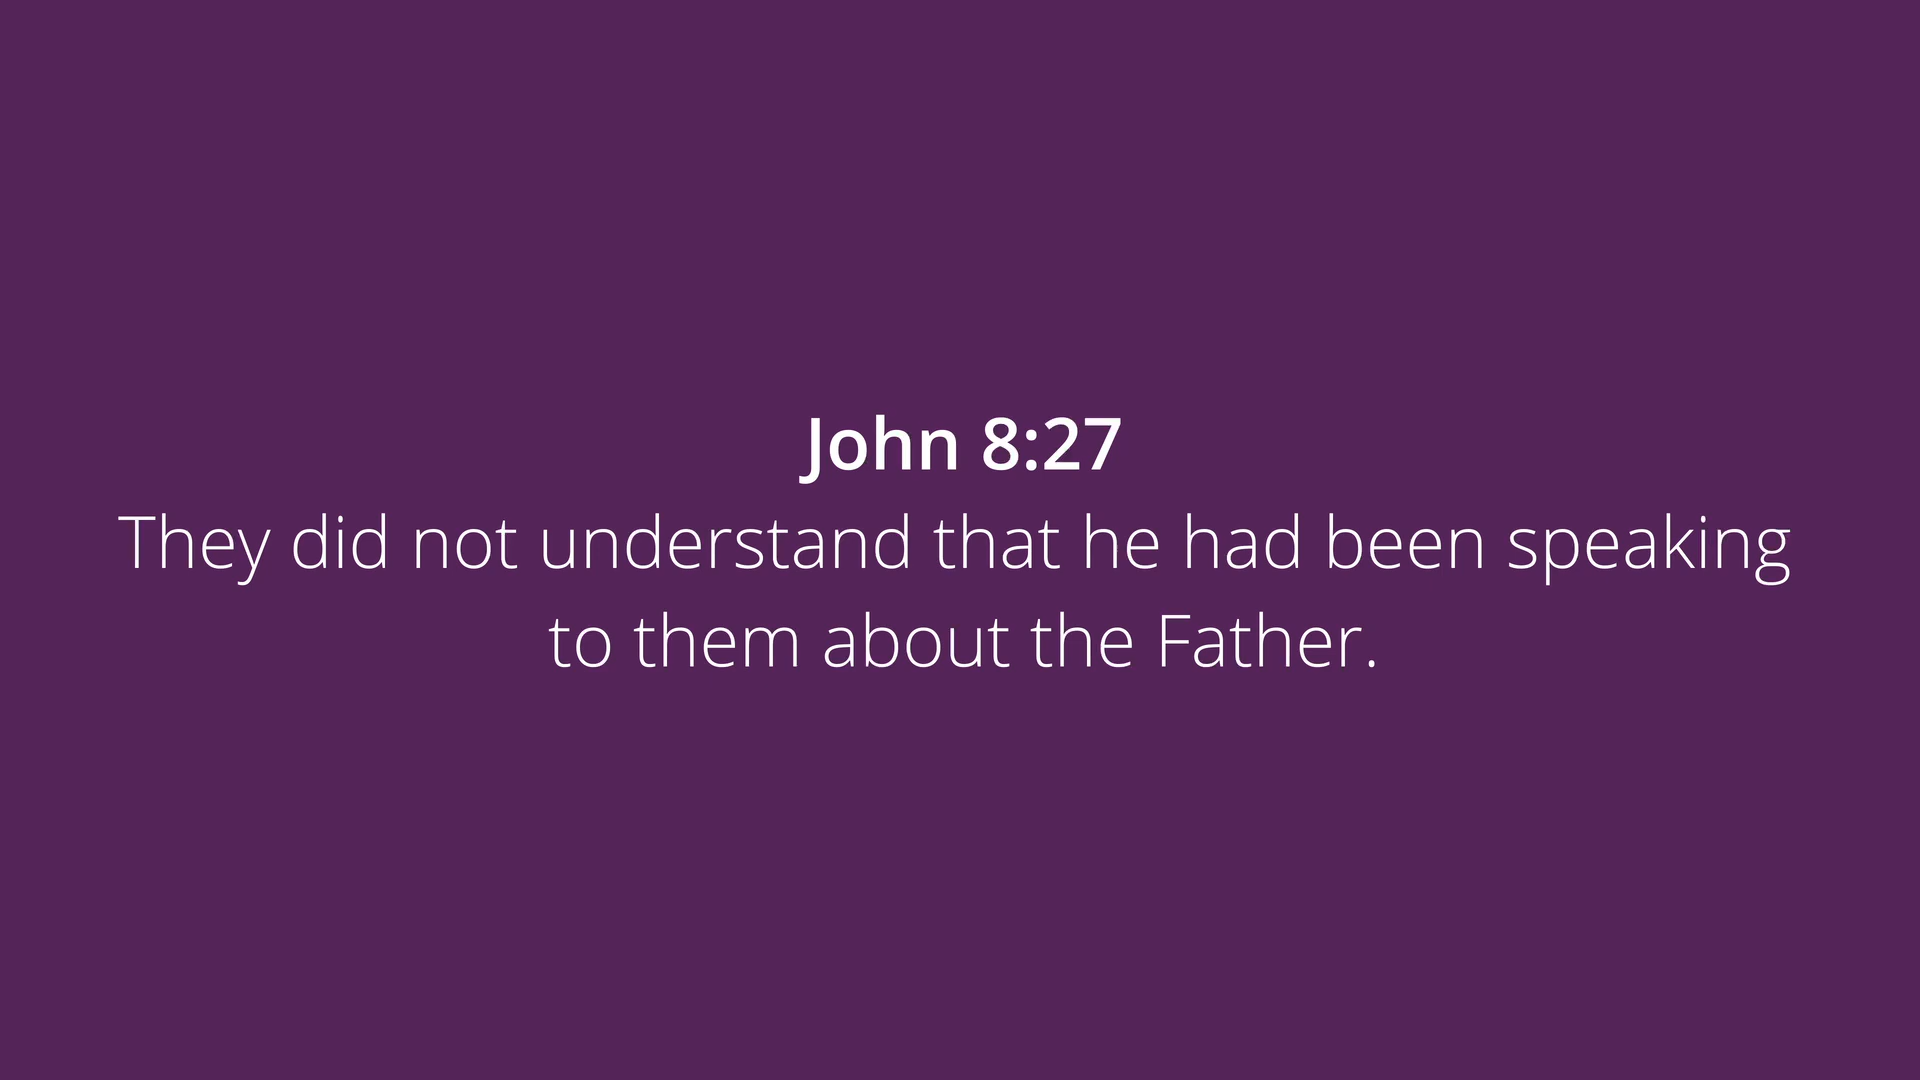 John 8:27
They did not understand that he had been speaking
to them about the Father.